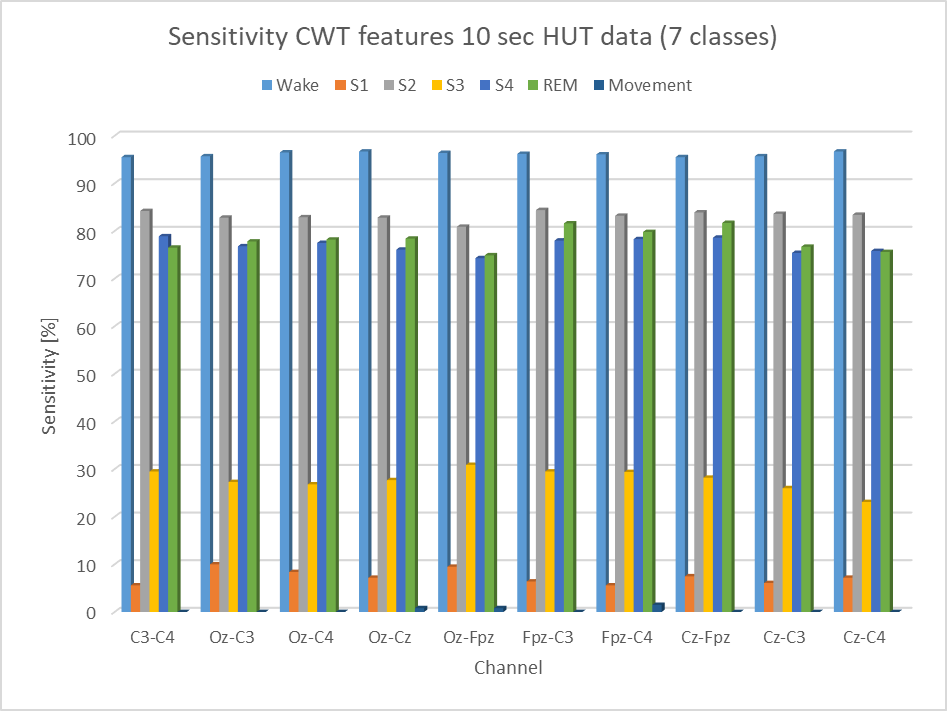 Sensitivity CWT features 10 sec HUT data (7 classes)
Wake S1 S2 S3 S4 REM Movement
100
90
80
70
60
50
40
30
20
10
0
Sensitivity [%]
C3-C4 Oz-C3 Oz-C4 Oz-Cz Oz-Fpz Fpz-C3 Fpz-C4 Cz-Fpz Cz-C3 Cz-C4
Channel